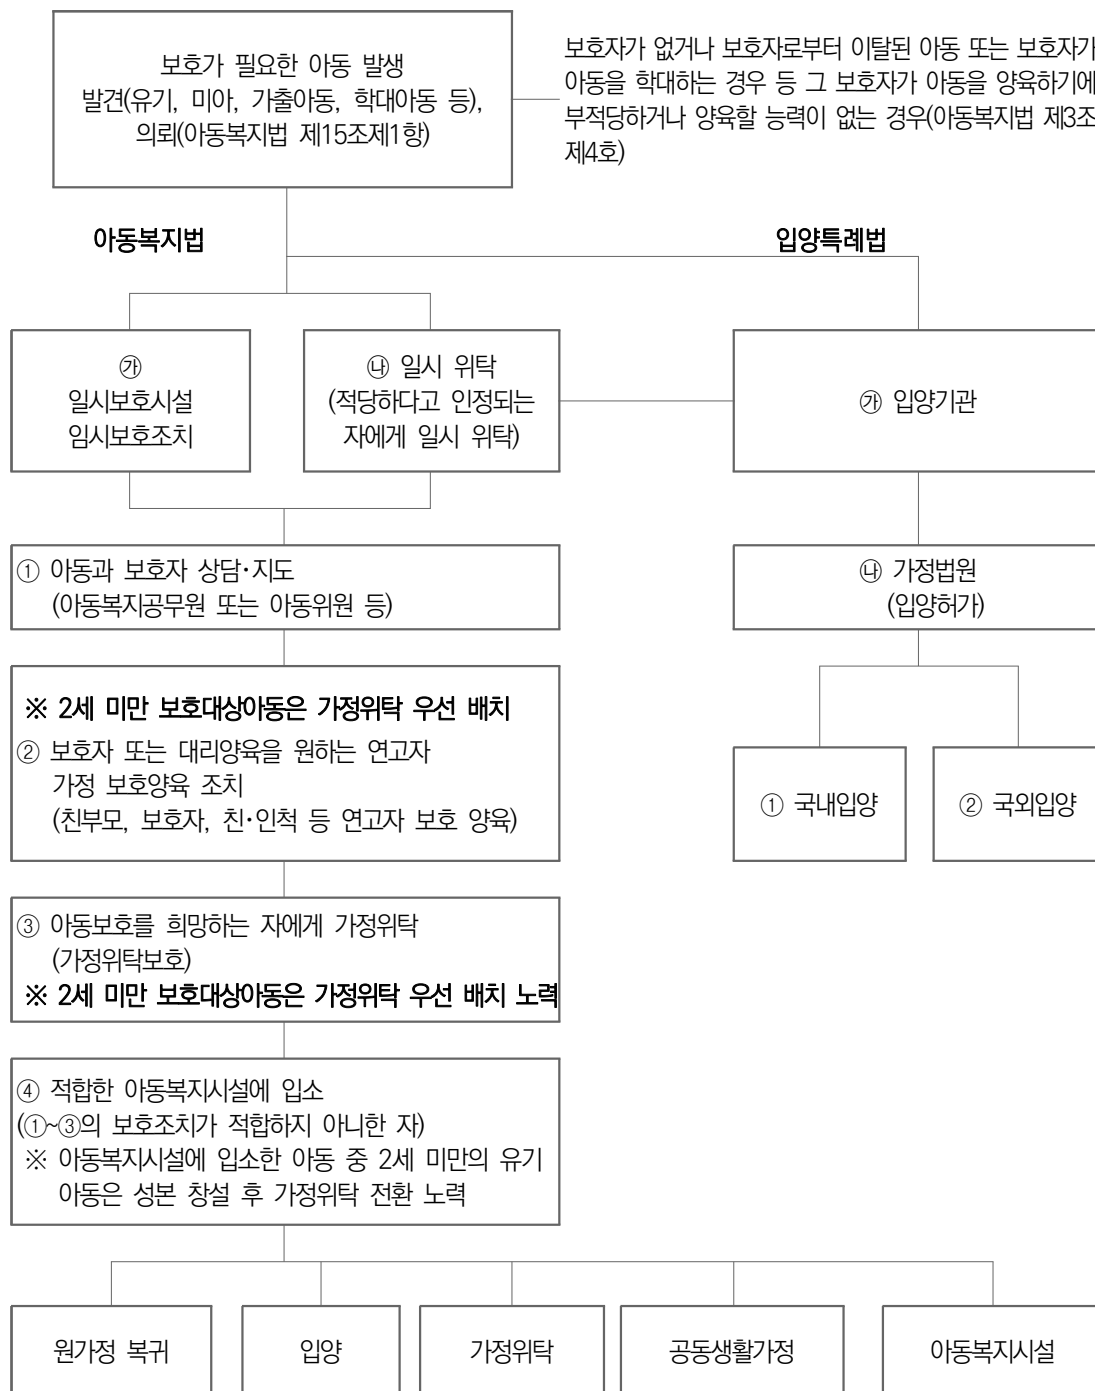 보호가 필요한 아동 발생
발견(유기, 미아, 가출아동, 학대아동 등),
의뢰(아동복지법 제15조제1항)
보호자가 없거나 보호자로부터 이탈된 아동 또는 보호자가
아동을 학대하는 경우 등 그 보호자가 아동을 양육하기에
부적당하거나 양육할 능력이 없는 경우(아동복지법 제3조
제4호)
아동복지법
입양특례법
㉮
일시보호시설
임시보호조치
㉯ 일시 위탁
(적당하다고 인정되는
자에게 일시 위탁)
㉮ 입양기관
① 아동과 보호자 상담·지도
(아동복지공무원 또는 아동위원 등)
㉯ 가정법원
(입양허가)
※ 2세 미만 보호대상아동은 가정위탁 우선 배치
② 보호자 또는 대리양육을 원하는 연고자
가정 보호양육 조치
(친부모, 보호자, 친·인척 등 연고자 보호 양육)
① 국내입양
② 국외입양
③ 아동보호를 희망하는 자에게 가정위탁
(가정위탁보호)
※ 2세 미만 보호대상아동은 가정위탁 우선 배치 노력
④ 적합한 아동복지시설에 입소
(①~③의 보호조치가 적합하지 아니한 자)
※ 아동복지시설에 입소한 아동 중 2세 미만의 유기
아동은 성본 창설 후 가정위탁 전환 노력
원가정 복귀
입양
가정위탁
공동생활가정
아동복지시설